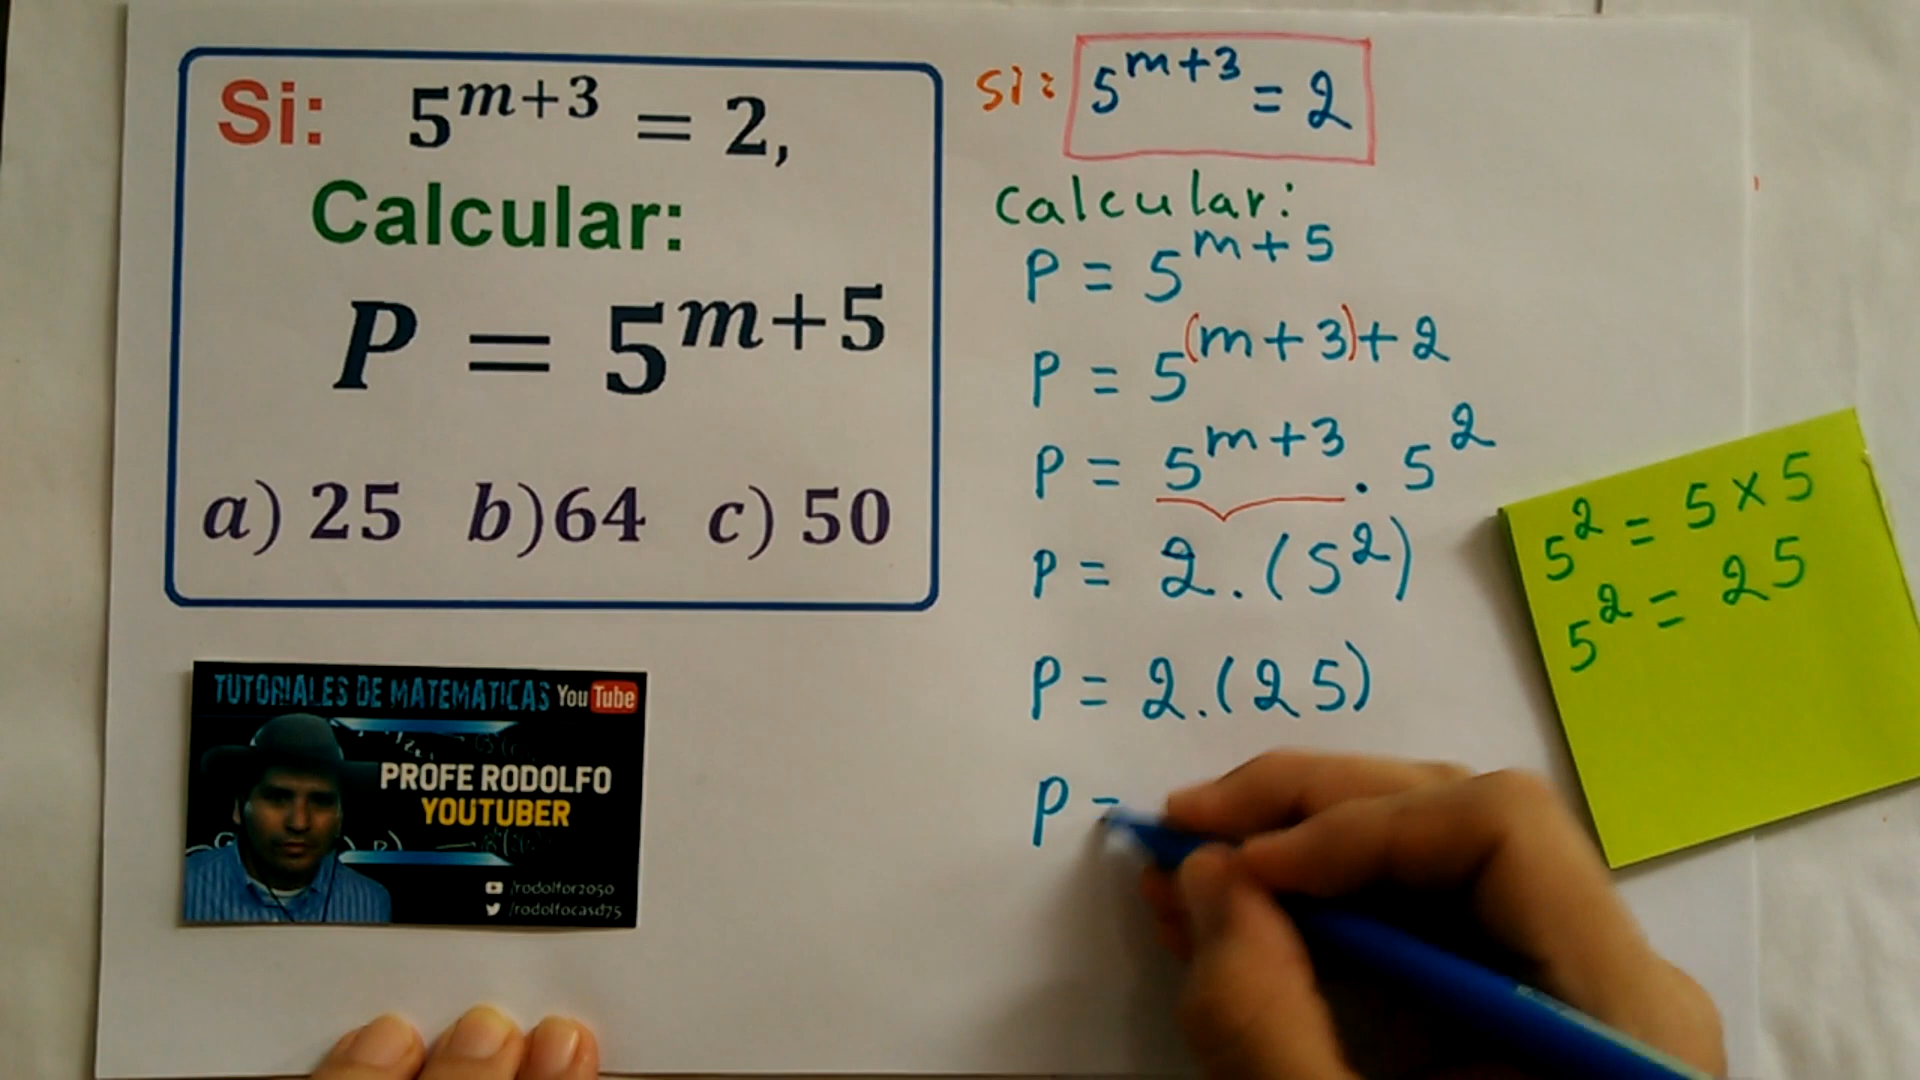 Si: 5^{m+3} = 2,
Calcular:
P = 5^{m+5}
a) 25 b)64 c) 50
Si: 5^{m+3} = 2
Calcular:
P = 5^{m+5}
P = 5^{(m+3)+2}
P = 5^{m+3} . 5^2
P = 2 . (5^2)
P = 2.(25)
P =
5^2 = 5 x 5
5^2 = 25
TUTORIALES DE MATEMATICAS YouTube
PROFE RODOLFO
YOUTUBER
/rodolfor2050
/rodolfocasd75